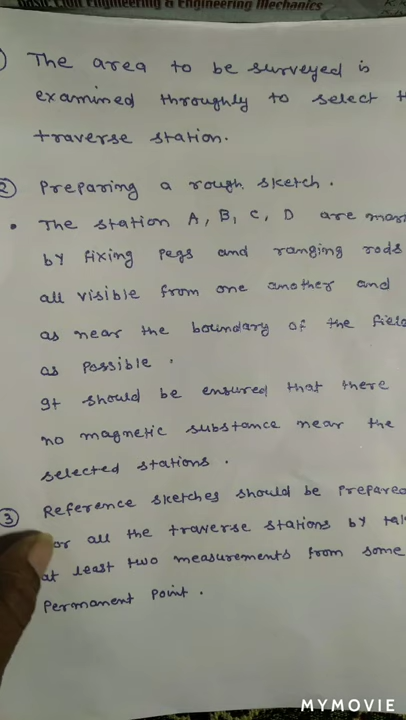 Basic Civil Engineering & Engineering Mechanics
The area to be surveyed is
examined throughly to select
traverse station.
② Preparing a rough sketch.
• The station A, B, C, D are mar
by fixing pegs and ranging rods
all visible from one another and
as near the boundary of the field
as possible.
It should be ensured that there
no magnetic substance near the
selected stations.
③ Reference sketches should be prepared
for all the traverse stations by tak
at least two measurements from some
permanent point.
MYMOVIE